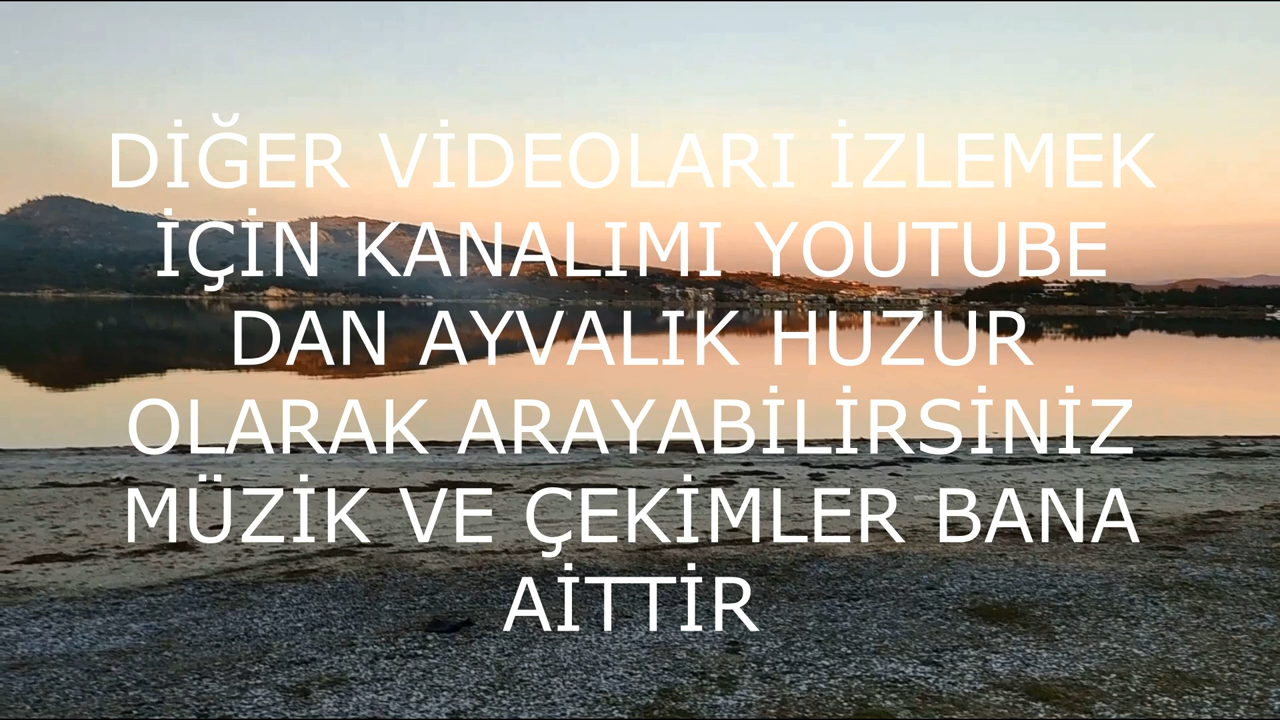 DİĞER VİDEOLARI İZLEMEK
İÇİN KANALIMI YOUTUBE
DAN AYVALIK HUZUR
OLARAK ARAYABİLİRSİNİZ
MÜZİK VE ÇEKİMLER BANA
AİTTİR